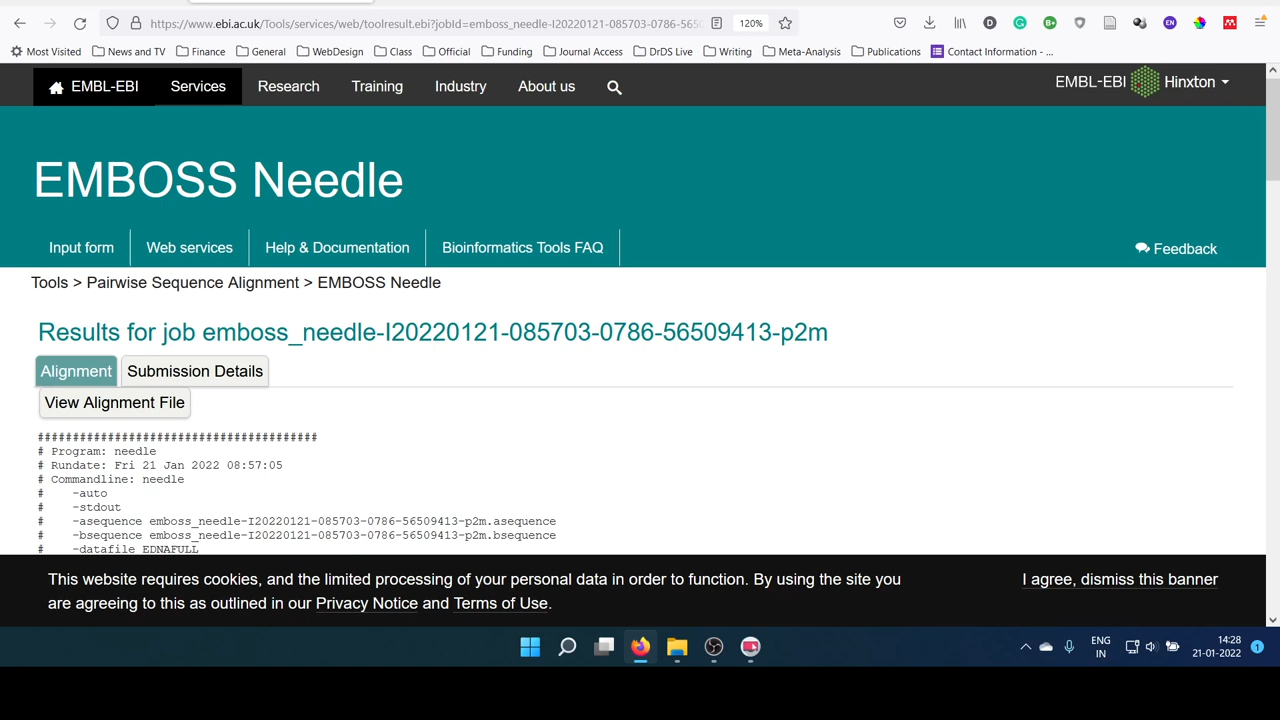 https://www.ebi.ac.uk/Tools/services/web/toolresult.ebi?jobId=emboss_needle-I20220121-085703-0786-565
120%
Most Visited News and TV Finance General WebDesign Class Official Funding Journal Access DrDS Live Writing Meta-Analysis Publications Contact Information - ...
EMBL-EBI Services Research Training Industry About us EMBL-EBI Hinxton
EMBOSS Needle
Input form Web services Help & Documentation Bioinformatics Tools FAQ Feedback
Tools > Pairwise Sequence Alignment > EMBOSS Needle
Results for job emboss_needle-I20220121-085703-0786-56509413-p2m
Alignment Submission Details
View Alignment File
########################################
# Program: needle
# Rundate: Fri 21 Jan 2022 08:57:05
# Commandline: needle
# -auto
# -stdout
# -asequence emboss_needle-I20220121-085703-0786-56509413-p2m.asequence
# -bsequence emboss_needle-I20220121-085703-0786-56509413-p2m.bsequence
# -datafile EDNAFULL
This website requires cookies, and the limited processing of your personal data in order to function. By using the site you
are agreeing to this as outlined in our Privacy Notice and Terms of Use.
I agree, dismiss this banner
ENG
IN
14:28
21-01-2022
1